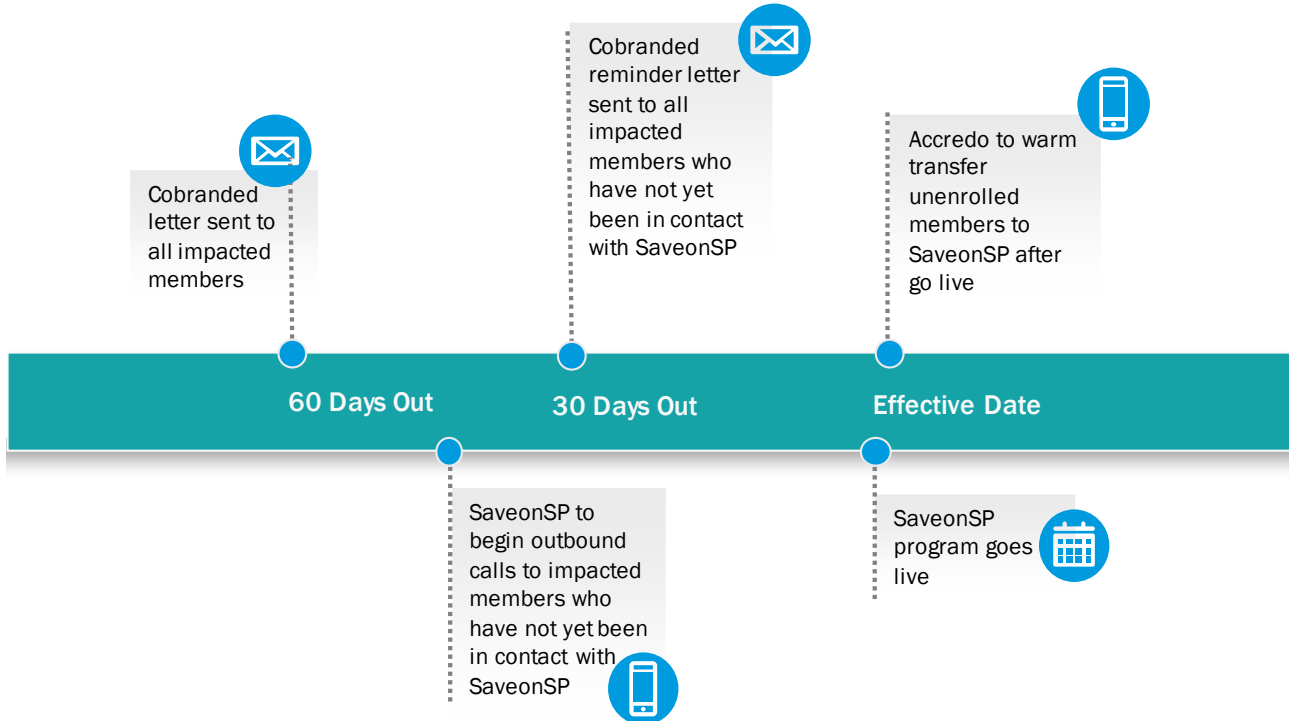 Cobranded
letter sent to
all impacted
members
Cobranded
reminder letter
sent to all
impacted
members who
have not yet
been in contact
with SaveonSP
Accredo to warm
transfer
unenrolled
members to
SaveonSP after
go live
60 Days Out
30 Days Out
Effective Date
SaveonSP to
begin outbound
calls to impacted
members who
have not yet been
in contact with
SaveonSP
SaveonSP
program goes
live